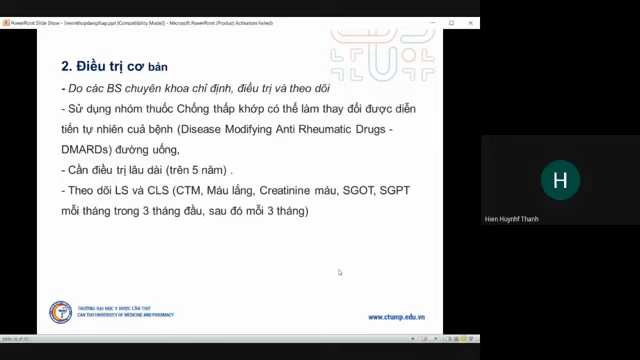 PowerPoint Slide Show - [viemkhopdangthap.ppt [Compatibility Mode]] - Microsoft PowerPoint (Product Activation Failed)
2. Điều trị cơ bản
- Do các BS chuyên khoa chỉ định, điều trị và theo dõi
- Sử dụng nhóm thuốc Chống thấp khớp có thể làm thay đổi được diễn
tiến tự nhiên cuả bệnh (Disease Modifying Anti Rheumatic Drugs -
DMARDs) đường uống,
- Cần điều trị lâu dài (trên 5 năm) .
- Theo dõi LS và CLS (CTM, Máu lắng, Creatinine máu, SGOT, SGPT
mỗi tháng trong 3 tháng đầu, sau đó mỗi 3 tháng)
H
Hien Huynhf Thanh
TRƯỜNG ĐẠI HỌC Y DƯỢC CẦN THƠ
CAN THO UNIVERSITY OF MEDICINE AND PHARMACY
www.ctump.edu.vn